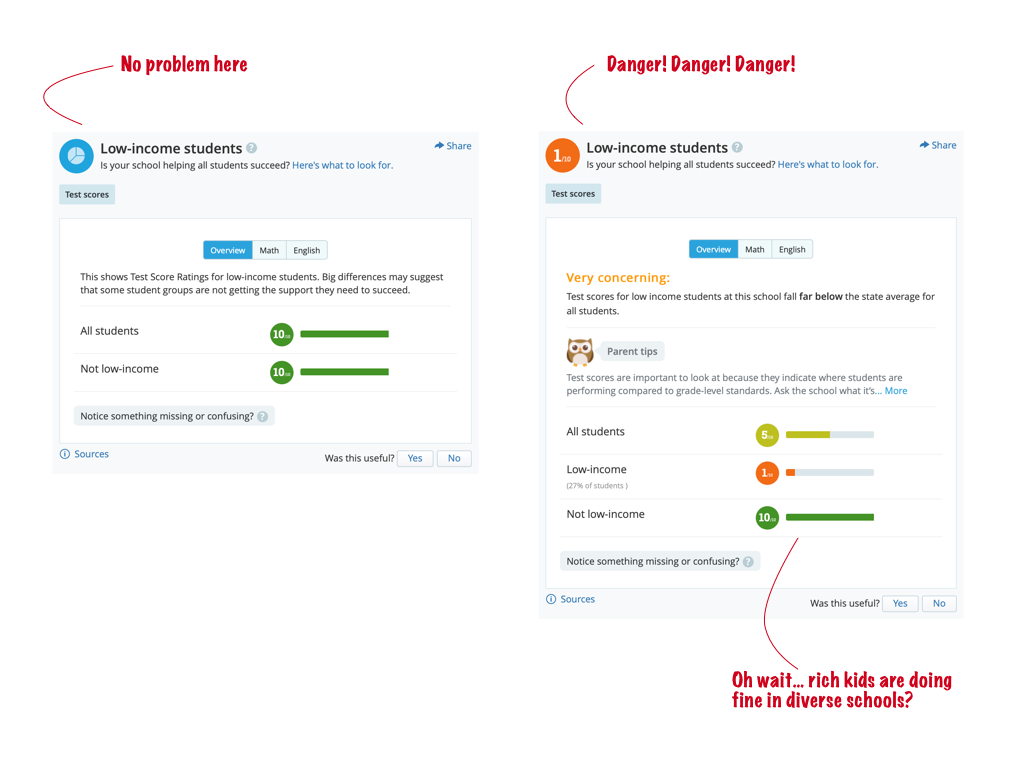 No problem here
Low-income students ?
Share
Is your school helping all students succeed? Here's what to look for.
Test scores
Overview Math English
This shows Test Score Ratings for low-income students. Big differences may suggest
that some student groups are not getting the support they need to succeed.
All students 10/10
Not low-income 10/10
Notice something missing or confusing? ?
Sources
Was this useful? Yes No
Danger! Danger! Danger!
1/10
Low-income students ?
Share
Is your school helping all students succeed? Here's what to look for.
Test scores
Overview Math English
Very concerning:
Test scores for low income students at this school fall far below the state average for
all students.
Parent tips
Test scores are important to look at because they indicate where students are
performing compared to grade-level standards. Ask the school what it's... More
All students 5/10
Low-income 1/10
(27% of students )
Not low-income 10/10
Notice something missing or confusing? ?
Sources
Was this useful? Yes No
Oh wait... rich kids are doing
fine in diverse schools?